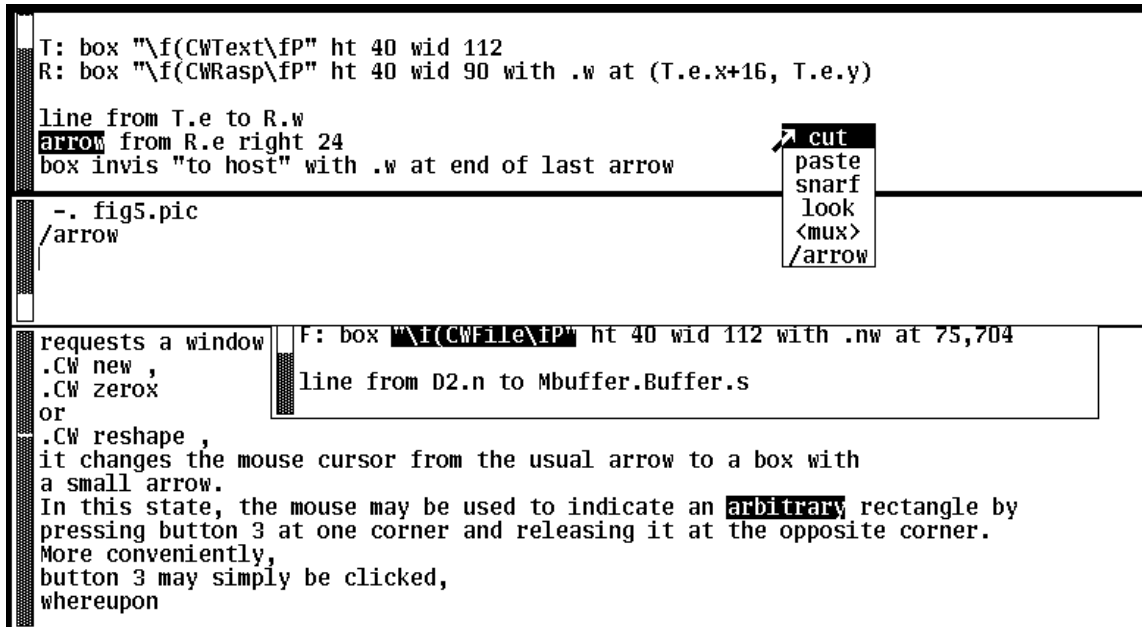 T: box "\f(CWText\fP" ht 40 wid 112
R: box "\f(CWRasp\fP" ht 40 wid 90 with .w at (T.e.x+16, T.e.y)
line from T.e to R.w
arrow from R.e right 24
box invis "to host" with .w at end of last arrow
cut
paste
snarf
look
<mux>
/arrow
-. fig5.pic
/arrow
F: box "\f(CWFile\fP" ht 40 wid 112 with .nw at 75,704
line from D2.n to Mbuffer.Buffer.s
requests a window
.CW new ,
.CW zerox
or
.CW reshape ,
it changes the mouse cursor from the usual arrow to a box with
a small arrow.
In this state, the mouse may be used to indicate an arbitrary rectangle by
pressing button 3 at one corner and releasing it at the opposite corner.
More conveniently,
button 3 may simply be clicked,
whereupon